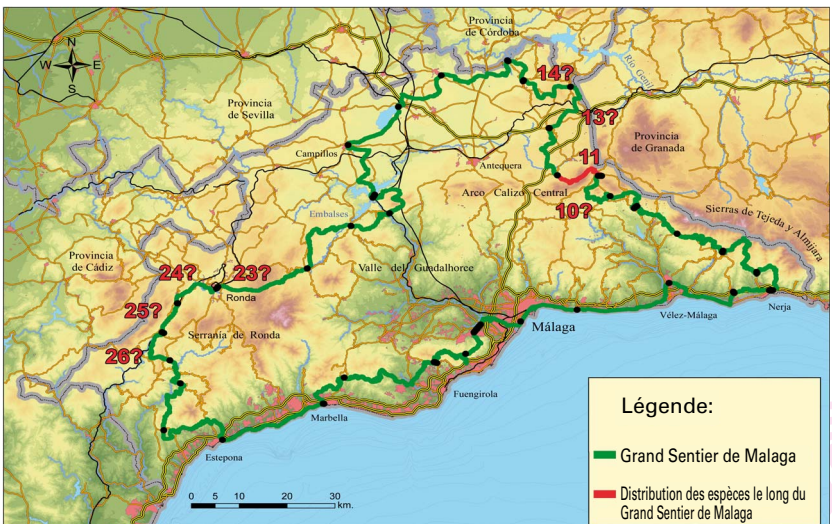 Provincia
de Córdoba
N
W E
S
14?
Río Genil
Provincia
de Sevilla
13?
Provincia
de Granada
Campillos
11
Antequera
Arco Calizo Central
10?
Embalses
Sierras de Tejeda y Almijara
Provincia
de Cádiz
24?
23?
Valle del Guadalhorce
Ronda
25?
Nerja
Vélez-Málaga
Málaga
Serranía de Ronda
26?
Fuengirola
Marbella
Estepona
0 5 10 20 30
km.
Légende:
Grand Sentier de Malaga
Distribution des espèces le long du
Grand Sentier de Malaga